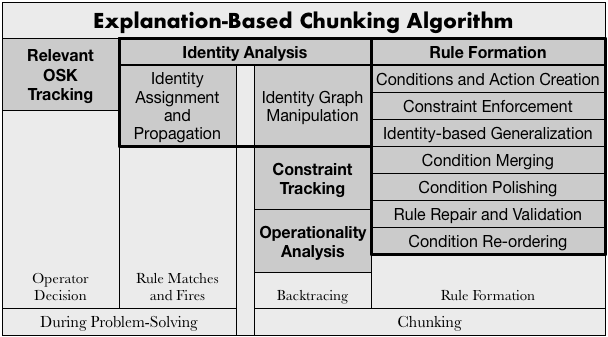 Explanation-Based Chunking Algorithm
Relevant
OSK
Tracking
Identity Analysis
Identity
Assignment
and
Propagation
Identity Graph
Manipulation
Constraint
Tracking
Operationality
Analysis
Rule Formation
Conditions and Action Creation
Constraint Enforcement
Identity-based Generalization
Condition Merging
Condition Polishing
Rule Repair and Validation
Condition Re-ordering
Operator
Decision
Rule Matches
and Fires
Backtracing
Rule Formation
During Problem-Solving
Chunking